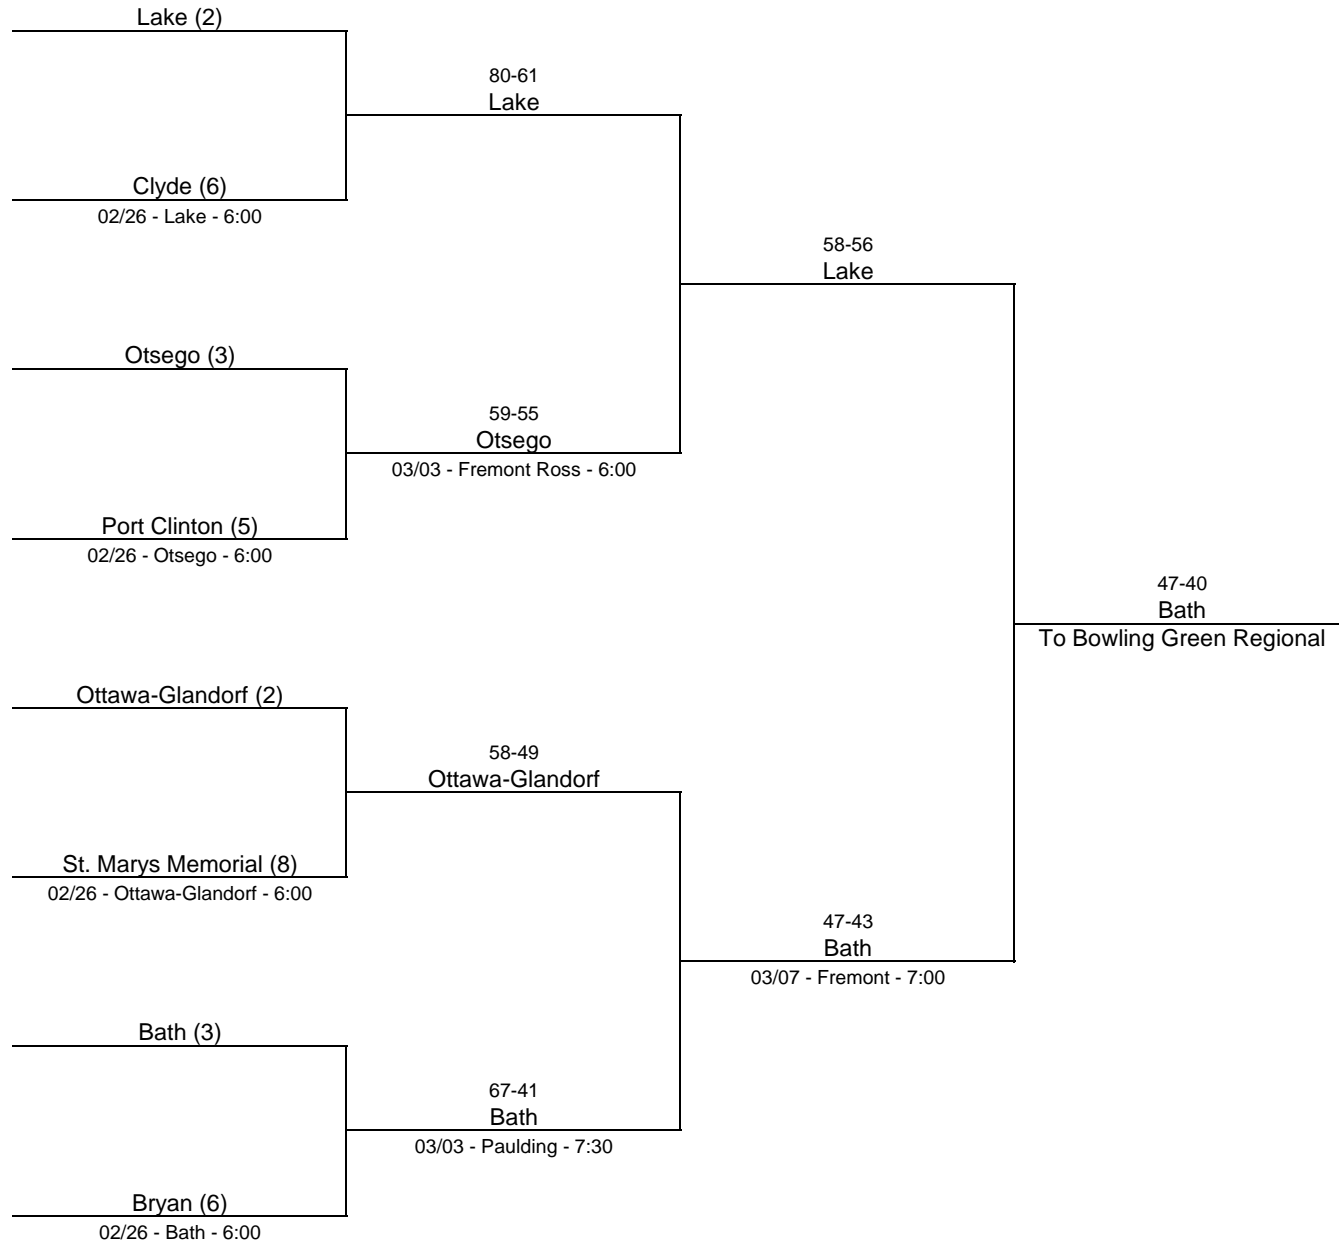 Lake (2)
80-61
Lake
Clyde (6)
02/26 - Lake - 6:00
58-56
Lake
Otsego (3)
59-55
Otsego
03/03 - Fremont Ross - 6:00
Port Clinton (5)
02/26 - Otsego - 6:00
47-40
Bath
To Bowling Green Regional
Ottawa-Glandorf (2)
58-49
Ottawa-Glandorf
St. Marys Memorial (8)
02/26 - Ottawa-Glandorf - 6:00
47-43
Bath
03/07 - Fremont - 7:00
Bath (3)
67-41
Bath
03/03 - Paulding - 7:30
Bryan (6)
02/26 - Bath - 6:00